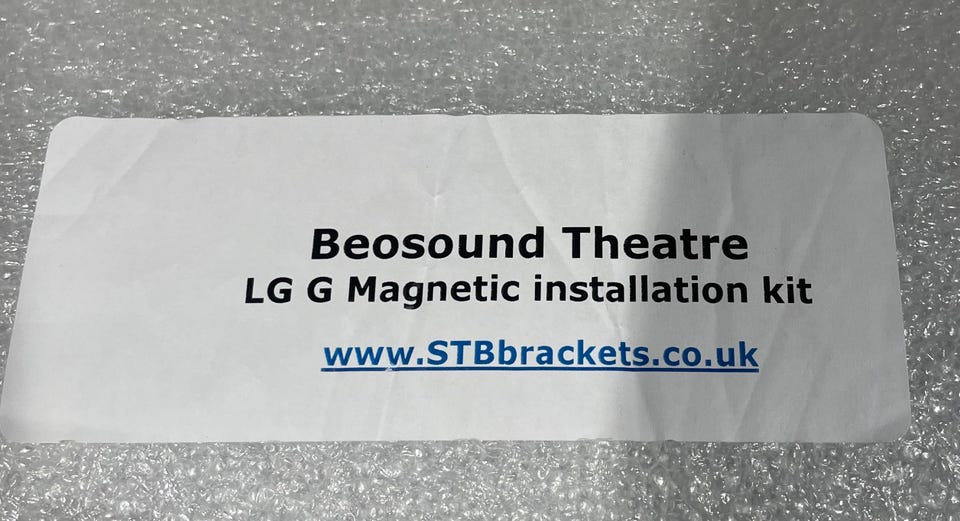 Beosound Theatre
LG G Magnetic installation kit
www.STBbrackets.co.uk